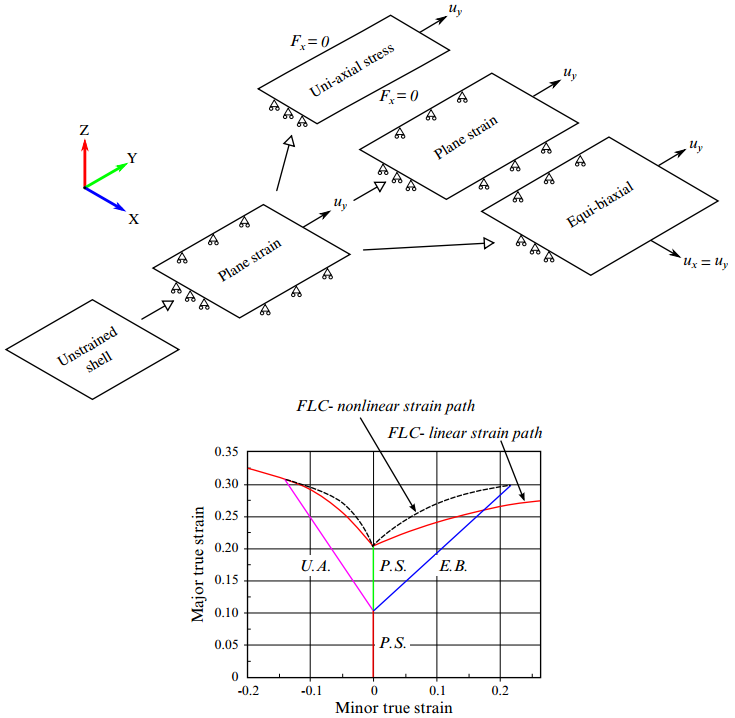 u_y
F_x = 0
Uni-axial stress
u_y
F_x = 0
Plane strain
Z
Y
X
u_y
Equi-biaxial
u_x = u_y
u_y
Plane strain
Unstrained
shell
FLC- nonlinear strain path
FLC- linear strain path
0.35
0.30
0.25
0.20
0.15
0.10
0.05
0
Major true strain
U.A.
P.S.
E.B.
P.S.
-0.2
-0.1
0
0.1
0.2
Minor true strain